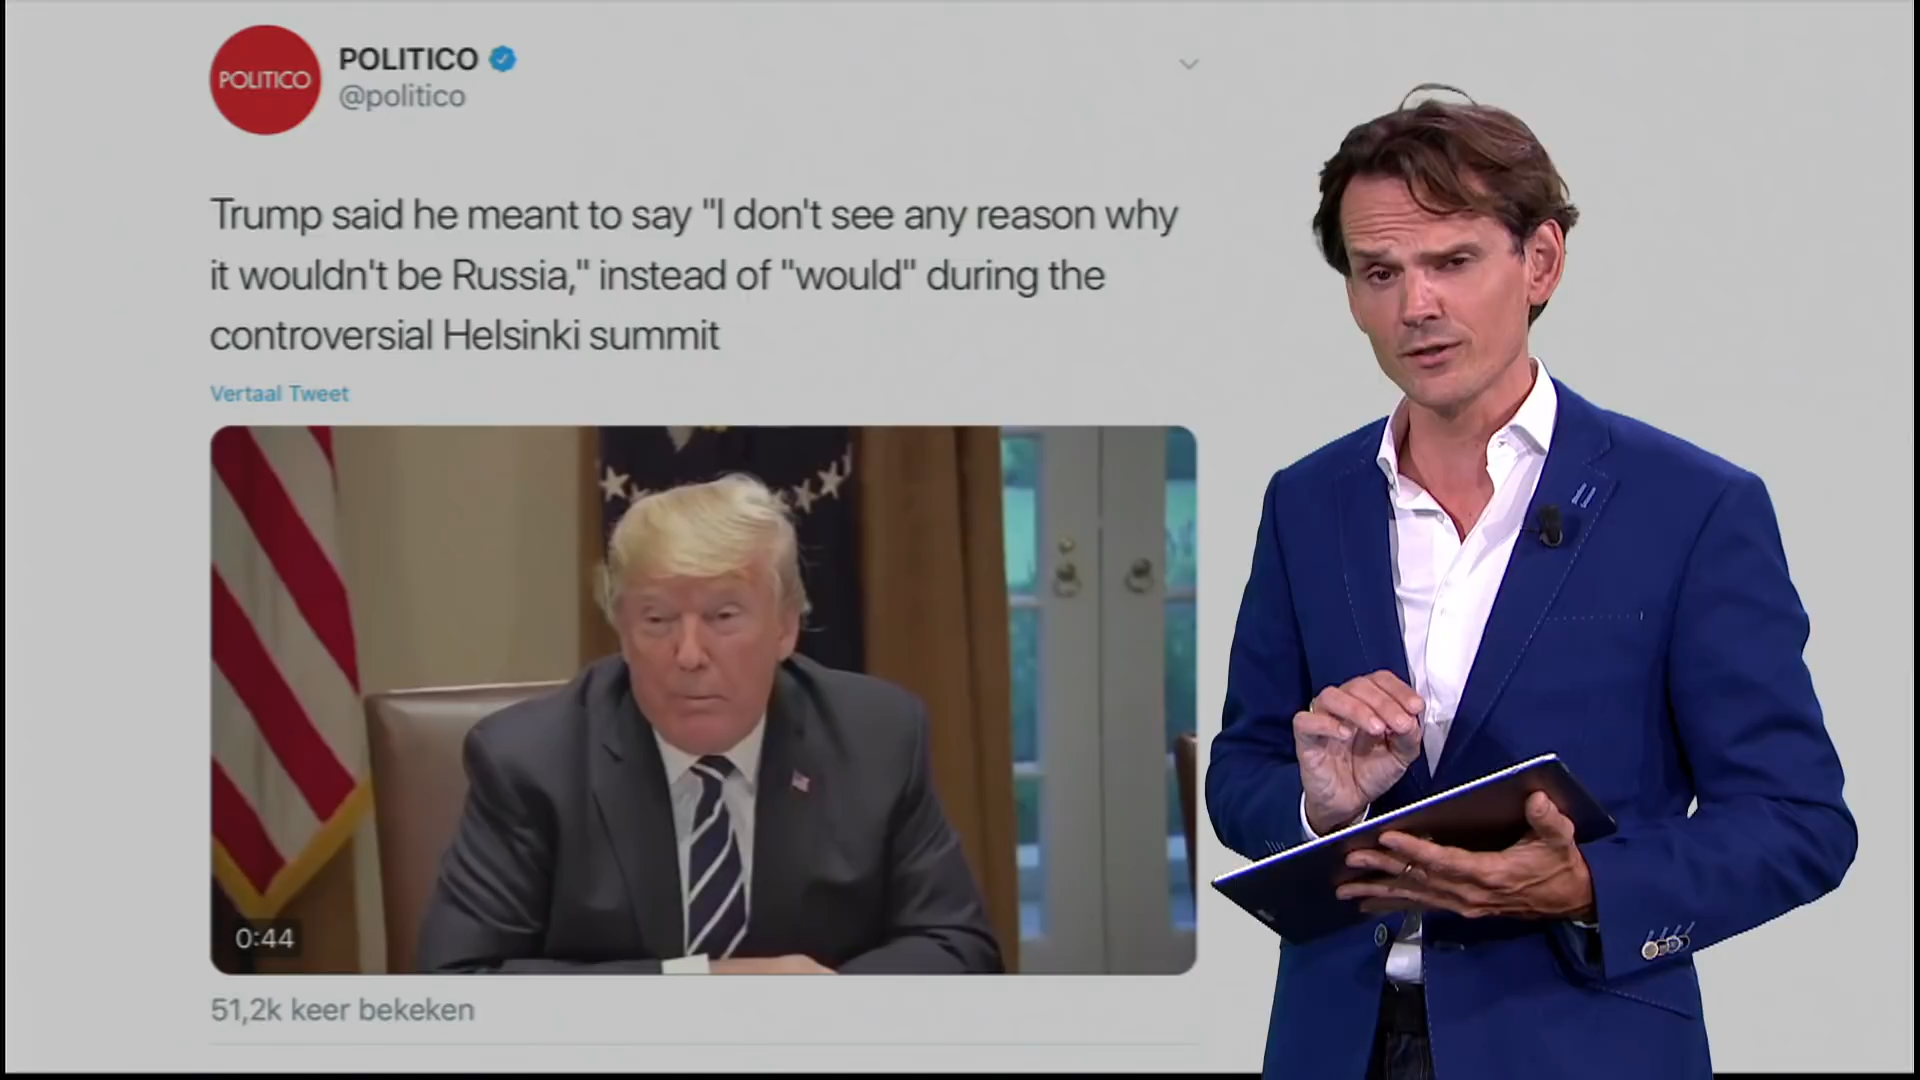 POLITICO
POLITICO
@politico
Trump said he meant to say "I don't see any reason why
it wouldn't be Russia," instead of "would" during the
controversial Helsinki summit
Vertaal Tweet
0:44
51,2k keer bekeken